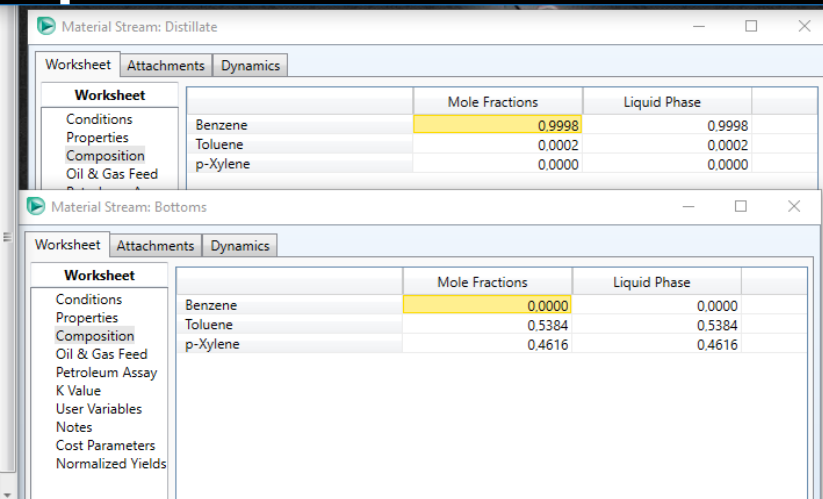 Material Stream: Distillate
Worksheet Attachments Dynamics
Worksheet
Conditions
Properties
Composition
Oil & Gas Feed
Mole Fractions Liquid Phase
Benzene 0,9998 0,9998
Toluene 0,0002 0,0002
p-Xylene 0,0000 0,0000
Material Stream: Bottoms
Worksheet Attachments Dynamics
Worksheet
Conditions
Properties
Composition
Oil & Gas Feed
Petroleum Assay
K Value
User Variables
Notes
Cost Parameters
Normalized Yields
Mole Fractions Liquid Phase
Benzene 0,0000 0,0000
Toluene 0,5384 0,5384
p-Xylene 0,4616 0,4616